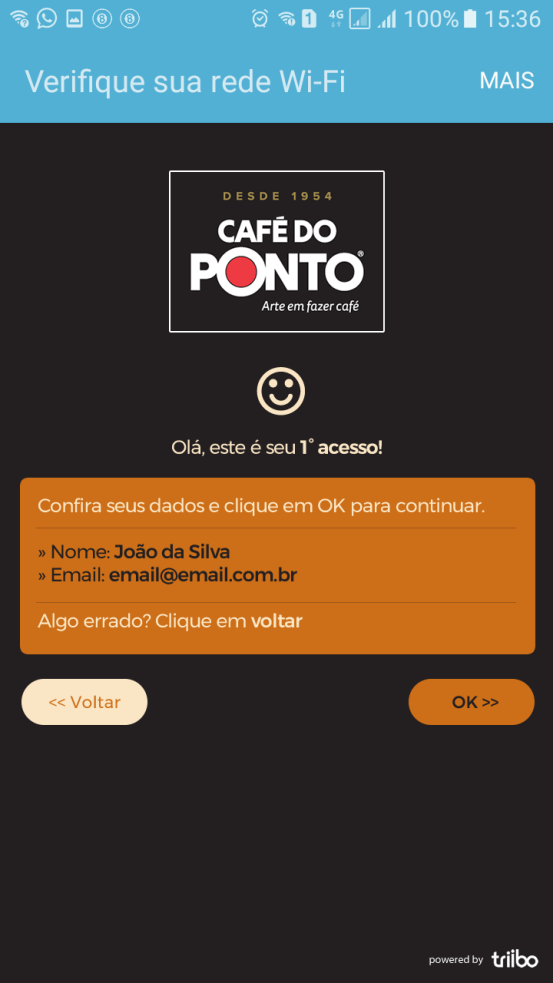 1 4G 100% 15:36
Verifique sua rede Wi-Fi MAIS
DESDE 1954
CAFÉ DO
PONTO®
Arte em fazer café
Olá, este é seu 1° acesso!
Confira seus dados e clique em OK para continuar.
» Nome: João da Silva
» Email: email@email.com.br
Algo errado? Clique em voltar
<< Voltar OK >>
powered by triibo